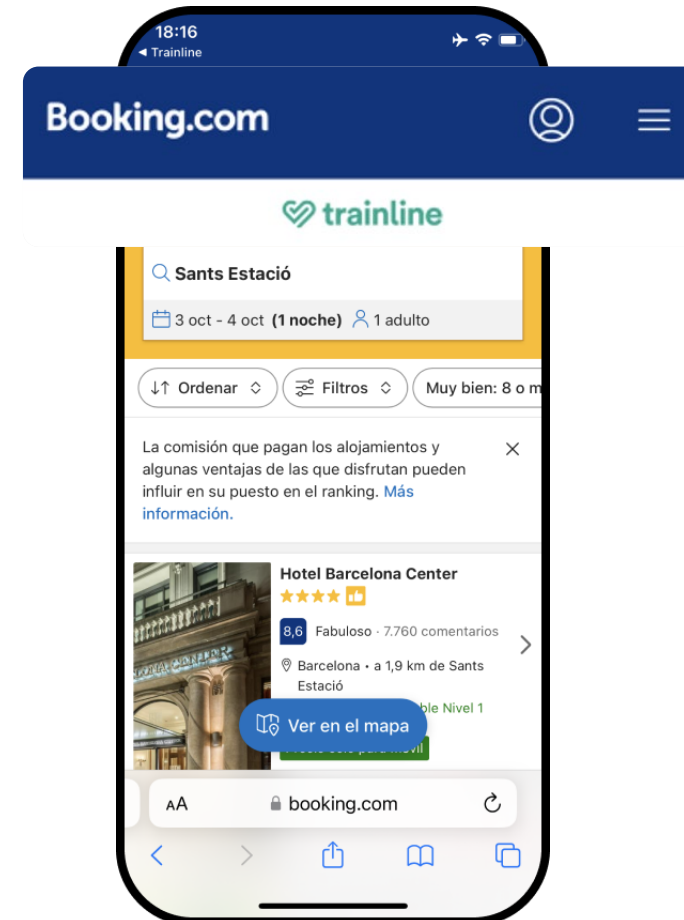 18:16
◄ Trainline
Booking.com
trainline
Sants Estació
3 oct - 4 oct (1 noche) 1 adulto
↓↑ Ordenar
Filtros
Muy bien: 8 o m
La comisión que pagan los alojamientos y
algunas ventajas de las que disfrutan pueden
influir en su puesto en el ranking. Más
información.
Hotel Barcelona Center
8,6 Fabuloso · 7.760 comentarios
Barcelona • a 1,9 km de Sants
Estació
ble Nivel 1
Ver en el mapa
AA
booking.com